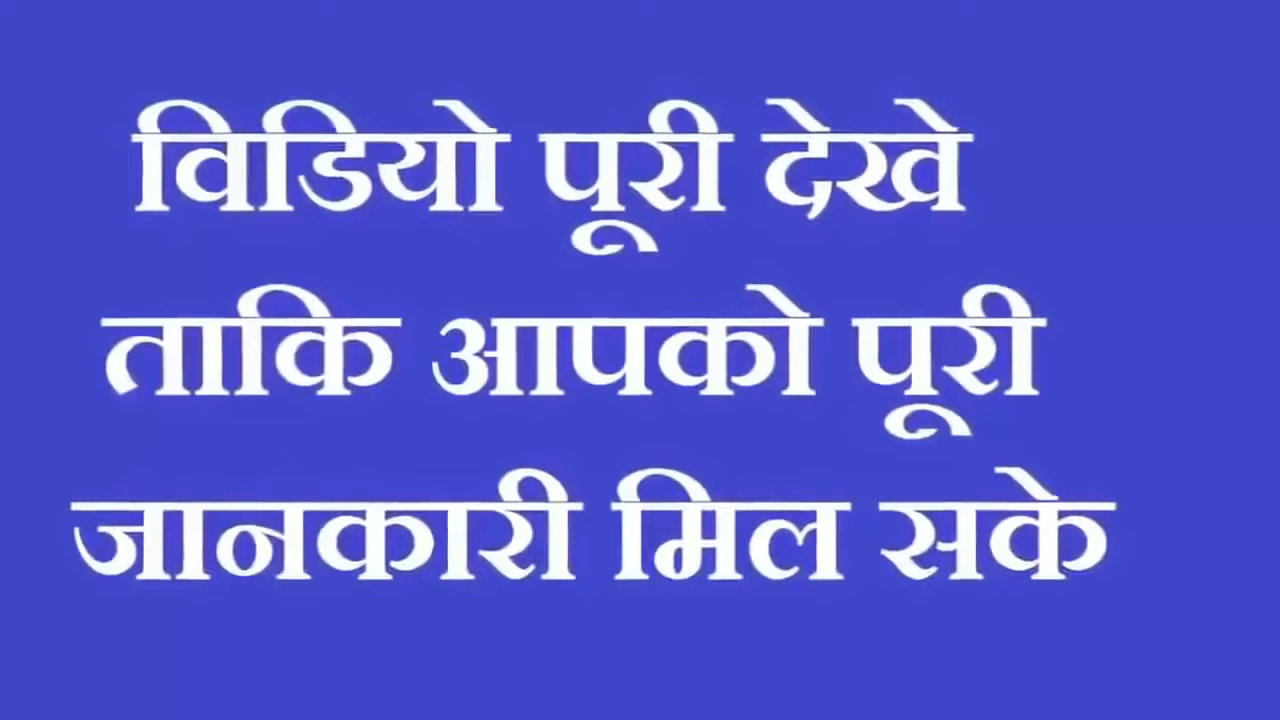 विडियो पूरी देखे
ताकि आपको पूरी
जानकारी मिल सके